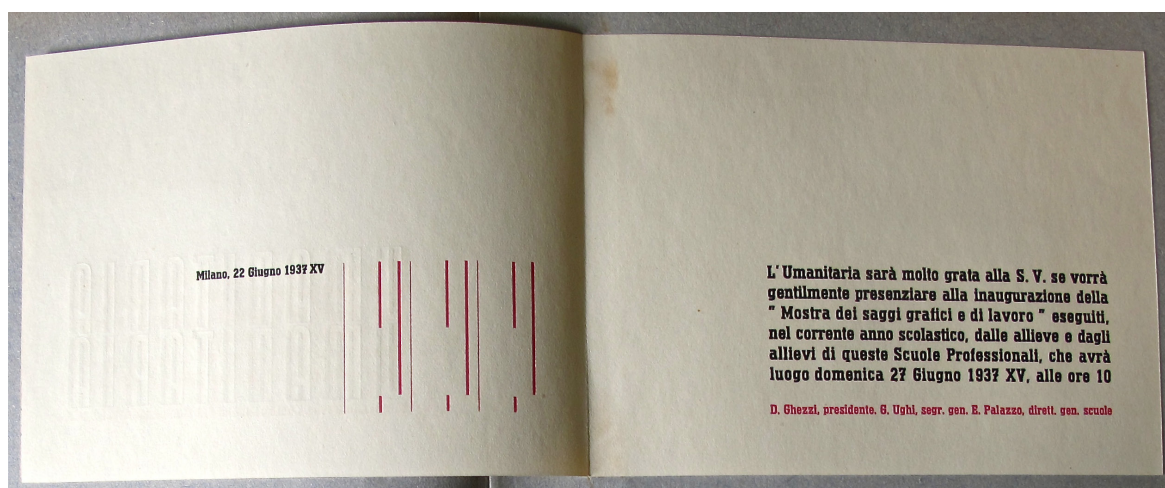 Milano, 22 Giugno 1937 XV
L' Umanitaria sarà molto grata alla S. V. se vorrà
gentilmente presenziare alla inaugurazione della
" Mostra dei saggi grafici e di lavoro " eseguiti,
nel corrente anno scolastico, dalle allieve e dagli
allievi di queste Scuole Professionali, che avrà
luogo domenica 27 Giugno 1937 XV, alle ore 10
D. Ghezzi, presidente. G. Ughi, segr. gen. E. Palazzo, dirett. gen. scuole